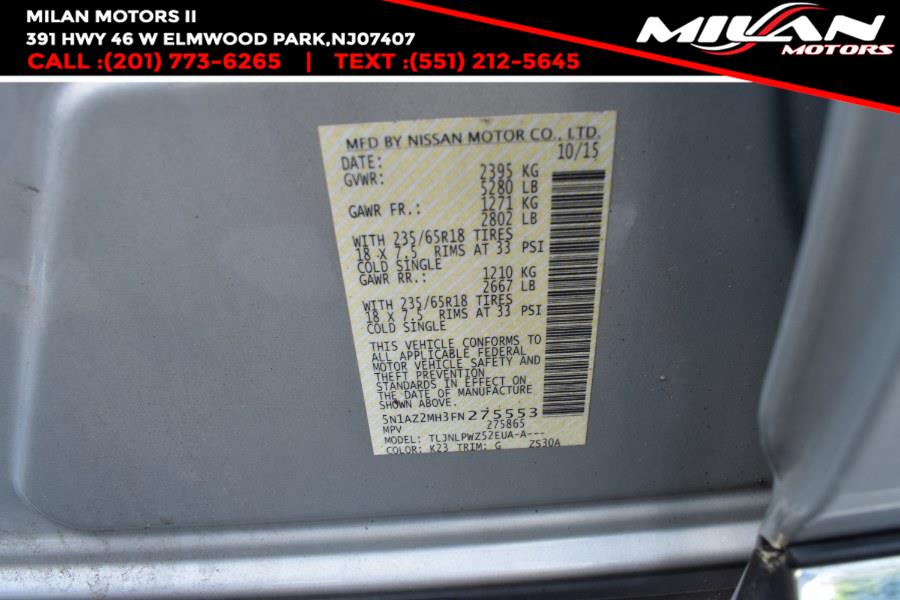 MILAN MOTORS II
391 HWY 46 W ELMWOOD PARK,NJ07407
CALL :(201) 773-6265 | TEXT :(551) 212-5645
MILAN
MOTORS
MFD BY NISSAN MOTOR CO., LTD.
DATE: 10/15
GVWR: 2395 KG
5280 LB
GAWR FR.: 1271 KG
2802 LB
WITH 235/65R18 TIRES
18 X 7.5 RIMS AT 33 PSI
COLD SINGLE
GAWR RR.: 1210 KG
2667 LB
WITH 235/65R18 TIRES
18 X 7.5 RIMS AT 33 PSI
COLD SINGLE
THIS VEHICLE CONFORMS TO
ALL APPLICABLE FEDERAL
MOTOR VEHICLE SAFETY AND
THEFT PREVENTION
STANDARDS IN EFFECT ON
THE DATE OF MANUFACTURE
SHOWN ABOVE.
5N1AZ2MH3FN275553
MPV 275865
MODEL: TLJNLPWZ52EUA-A---
COLOR: K23 TRIM: G ZS30A